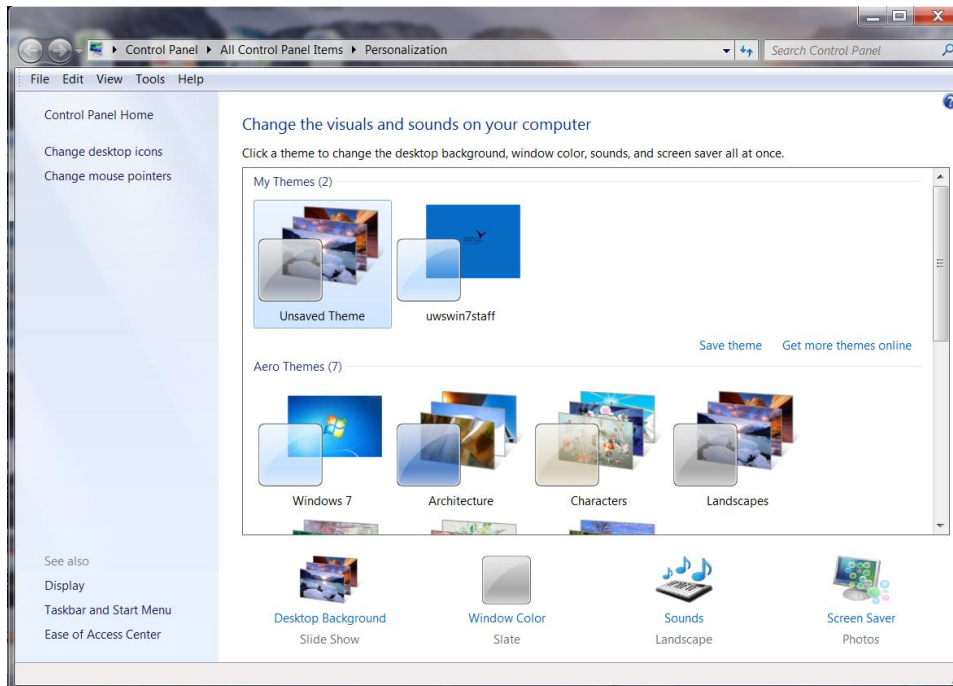 Control Panel All Control Panel Items Personalization Search Control Panel
File Edit View Tools Help
Control Panel Home
Change desktop icons
Change mouse pointers
See also
Display
Taskbar and Start Menu
Ease of Access Center
Change the visuals and sounds on your computer
Click a theme to change the desktop background, window color, sounds, and screen saver all at once.
My Themes (2)
Unsaved Theme uwswin7staff
Save theme Get more themes online
Aero Themes (7)
Windows 7 Architecture Characters Landscapes
Desktop Background Window Color Sounds Screen Saver
Slide Show Slate Landscape Photos